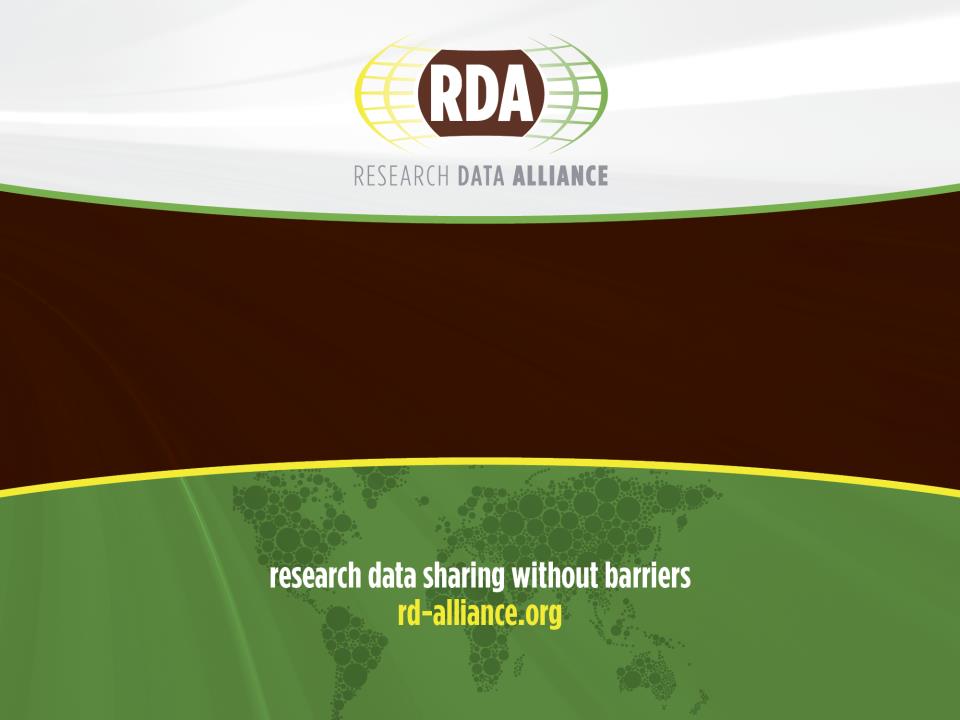 RDA
RESEARCH DATA ALLIANCE
research data sharing without barriers
rd-alliance.org